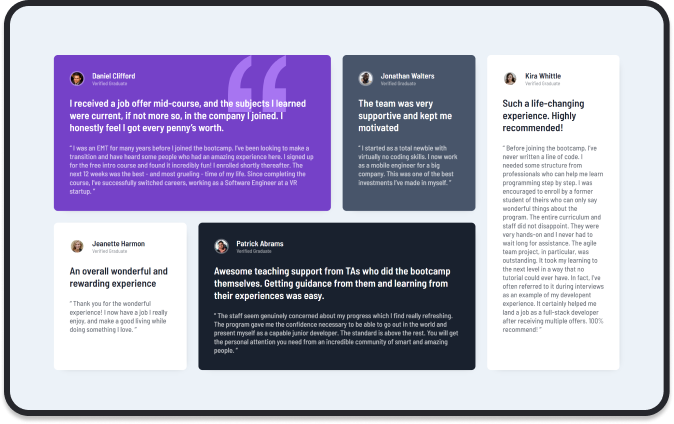 Daniel Clifford
Verified Graduate
I received a job offer mid-course, and the subjects I learned
were current, if not more so, in the company I joined. I
honestly feel I got every penny's worth.
" I was an EMT for many years before I joined the bootcamp. I've been looking to make a
transition and have heard some people who had an amazing experience here. I signed up
for the free intro course and found it incredibly fun! I enrolled shortly thereafter. The
next 12 weeks was the best - and most grueling - time of my life. Since completing the
course, I've successfully switched careers, working as a Software Engineer at a VR
startup. "
Jonathan Walters
Verified Graduate
The team was very
supportive and kept me
motivated
" I started as a total newbie with
virtually no coding skills. I now work
as a mobile engineer for a big
company. This was one of the best
investments I've made in myself. "
Kira Whittle
Verified Graduate
Such a life-changing
experience. Highly
recommended!
" Before joining the bootcamp, I've
never written a line of code. I
needed some structure from
professionals who can help me learn
programming step by step. I was
encouraged to enroll by a former
student of theirs who can only say
wonderful things about the
program. The entire curriculum and
staff did not disappoint. They were
very hands-on and I never had to
wait long for assistance. The agile
team project, in particular, was
outstanding. It took my learning to
the next level in a way that no
tutorial could ever have. In fact, I've
often referred to it during interviews
as an example of my developent
experience. It certainly helped me
land a job as a full-stack developer
after receiving multiple offers. 100%
recommend! "
Jeanette Harmon
Verified Graduate
An overall wonderful and
rewarding experience
" Thank you for the wonderful
experience! I now have a job I really
enjoy, and make a good living while
doing something I love. "
Patrick Abrams
Verified Graduate
Awesome teaching support from TAs who did the bootcamp
themselves. Getting guidance from them and learning from
their experiences was easy.
" The staff seem genuinely concerned about my progress which I find really refreshing.
The program gave me the confidence necessary to be able to go out in the world and
present myself as a capable junior developer. The standard is above the rest. You will get
the personal attention you need from an incredible community of smart and amazing
people. "